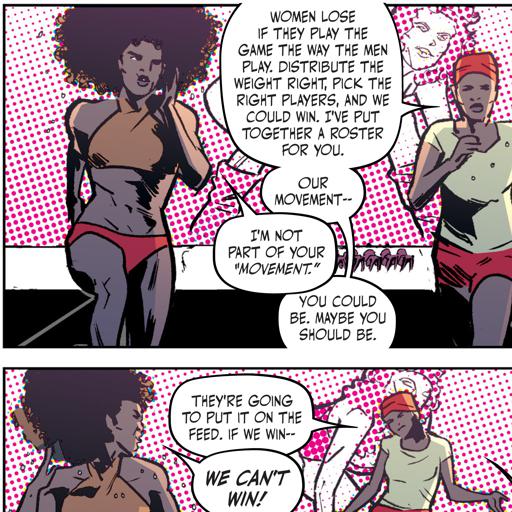 WOMEN LOSE
IF THEY PLAY THE
GAME THE WAY THE MEN
PLAY. DISTRIBUTE THE
WEIGHT RIGHT, PICK THE
RIGHT PLAYERS, AND WE
COULD WIN. I'VE PUT
TOGETHER A ROSTER
FOR YOU.
OUR
MOVEMENT--
I'M NOT
PART OF YOUR
"MOVEMENT."
YOU COULD
BE. MAYBE YOU
SHOULD BE.
THEY'RE GOING
TO PUT IT ON THE
FEED. IF WE WIN--
WE CAN'T
WIN!